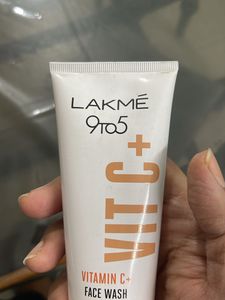 LAKMÉ
9TO5
VIT C+
VITAMIN C+
FACE WASH